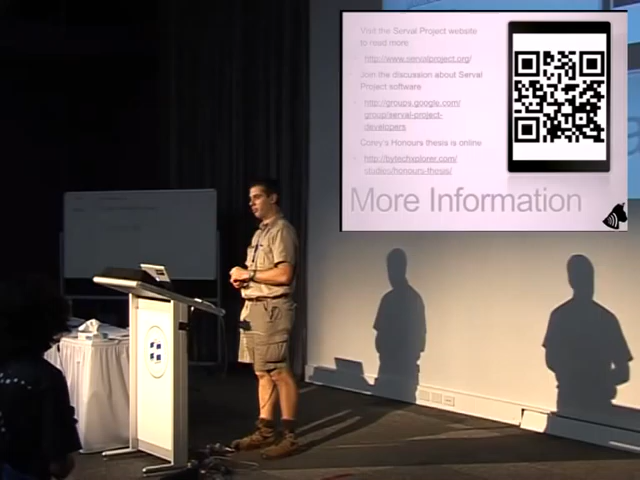 Visit the Serval Project website
to read more
http://www.servalproject.org/
Join the discussion about Serval
Project software
http://groups.google.com/
group/serval-project-
developers
Corey's Honours thesis is online
http://bytechxplorer.com/
studies/honours-thesis/
More Information